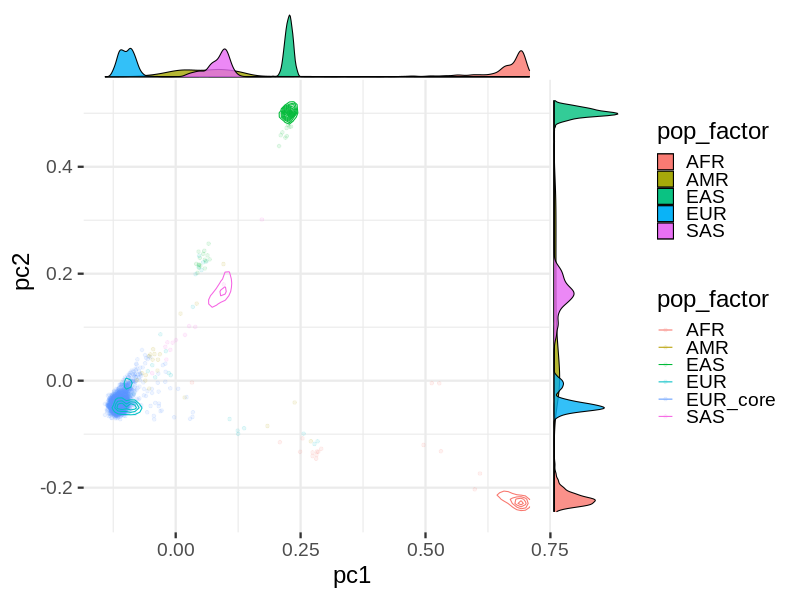 pop_factor
AFR
AMR
EAS
EUR
SAS
pop_factor
AFR
AMR
EAS
EUR
EUR_core
SAS
pc2
0.4
0.2
0.0
-0.2
0.00
0.25
0.50
0.75
pc1